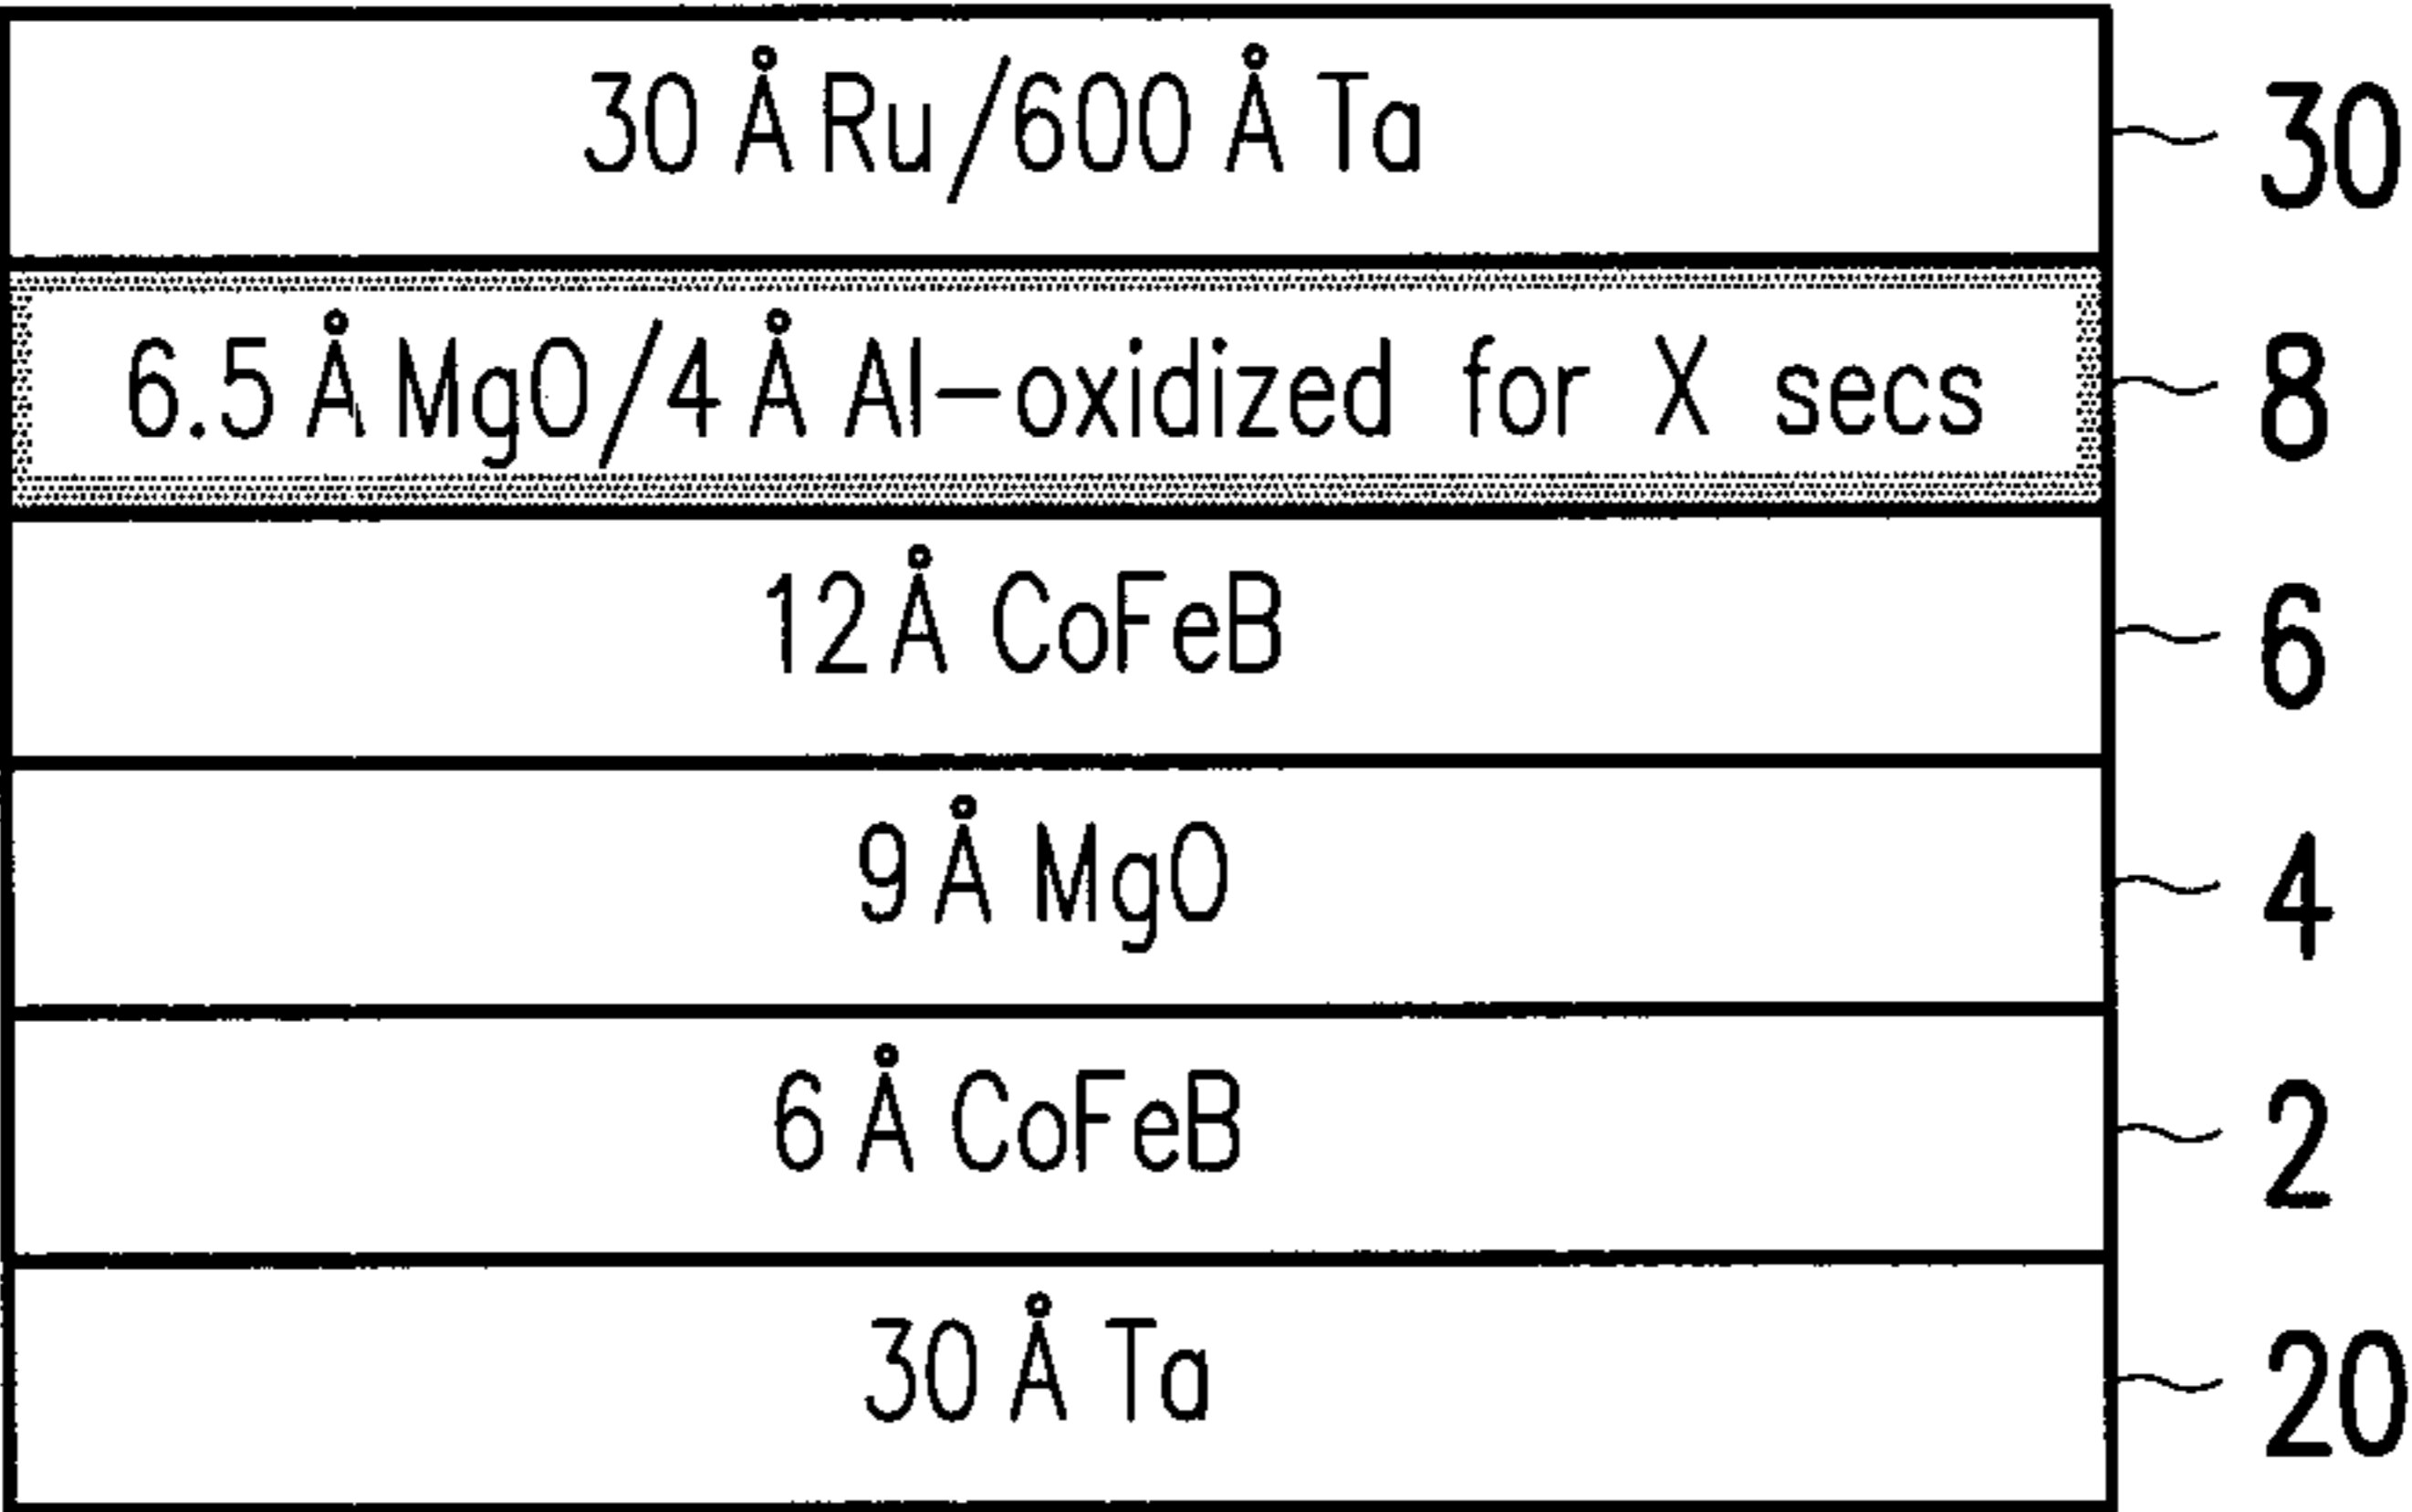 30 Å Ru/600 Å Ta 30
6.5 Å MgO/4 Å Al-oxidized for X secs 8
12 Å CoFeB 6
9 Å MgO 4
6 Å CoFeB 2
30 Å Ta 20